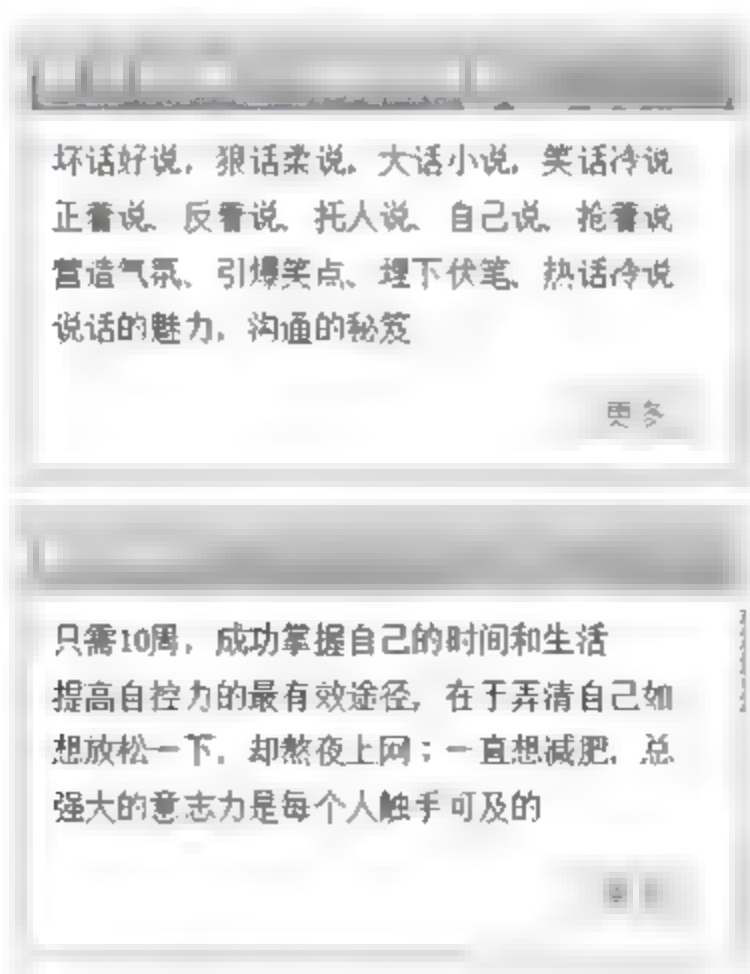 坏话好说，狠话柔说，大话小说，笑话冷说
正着说、反着说、托人说、自己说、抢着说
营造气氛、引爆笑点、埋下伏笔、热话冷说
说话的魅力，沟通的秘笈
更多
只需10周，成功掌握自己的时间和生活
提高自控力的最有效途径，在于弄清自己如
想放松一下，却熬夜上网；一直想减肥，总
强大的意志力是每个人触手可及的